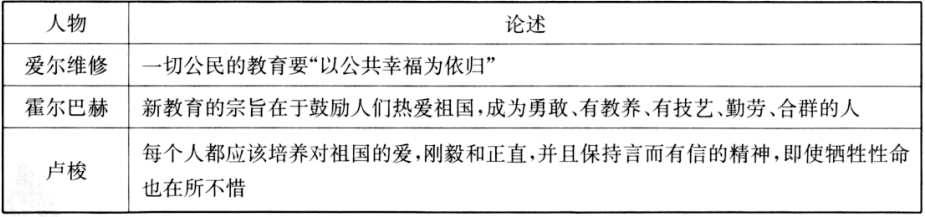 人物 论述
爱尔维修 一切公民的教育要“以公共幸福为依归”
霍尔巴赫 新教育的宗旨在于鼓励人们热爱祖国,成为勇敢、有教养、有技艺、勤劳、合群的人
卢梭 每个人都应该培养对祖国的爱,刚毅和正直,并且保持言而有信的精神,即使牺牲性命
也在所不惜